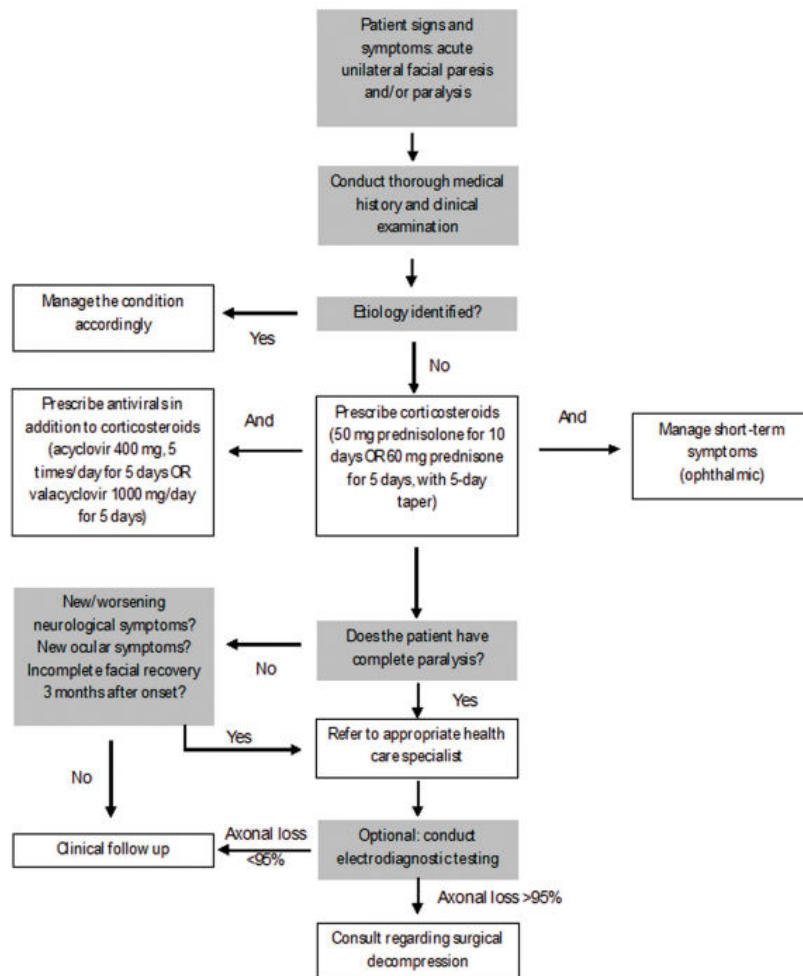 Patient signs and
symptoms: acute
unilateral facial paresis
and/or paralysis
Conduct thorough medical
history and clinical
examination
Manage the condition
accordingly
Yes
Etiology identified?
No
Prescribe antivirals in
addition to corticosteroids
(acyclovir 400 mg, 5
times/day for 5 days OR
valacyclovir 1000 mg/day
for 5 days)
And
Prescribe corticosteroids
(50 mg prednisolone for 10
days OR 60 mg prednisone
for 5 days, with 5-day
taper)
And
Manage short-term
symptoms
(ophthalmic)
New/worsening
neurological symptoms?
New ocular symptoms?
Incomplete facial recovery
3 months after onset?
No
Does the patient have
complete paralysis?
Yes
Yes
Refer to appropriate health
care specialist
No
Clinical follow up
Axonal loss
<95%
Optional: conduct
electrodiagnostic testing
Axonal loss >95%
Consult regarding surgical
decompression